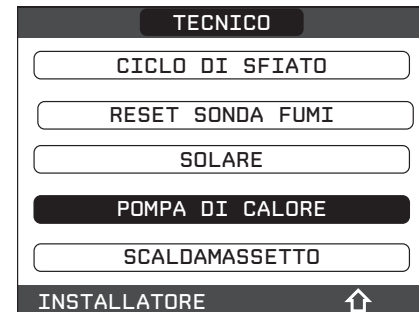 TECNICO
CICLO DI SFIATO
RESET SONDA FUMI
SOLARE
POMPA DI CALORE
SCALDAMASSETTO
INSTALLATORE